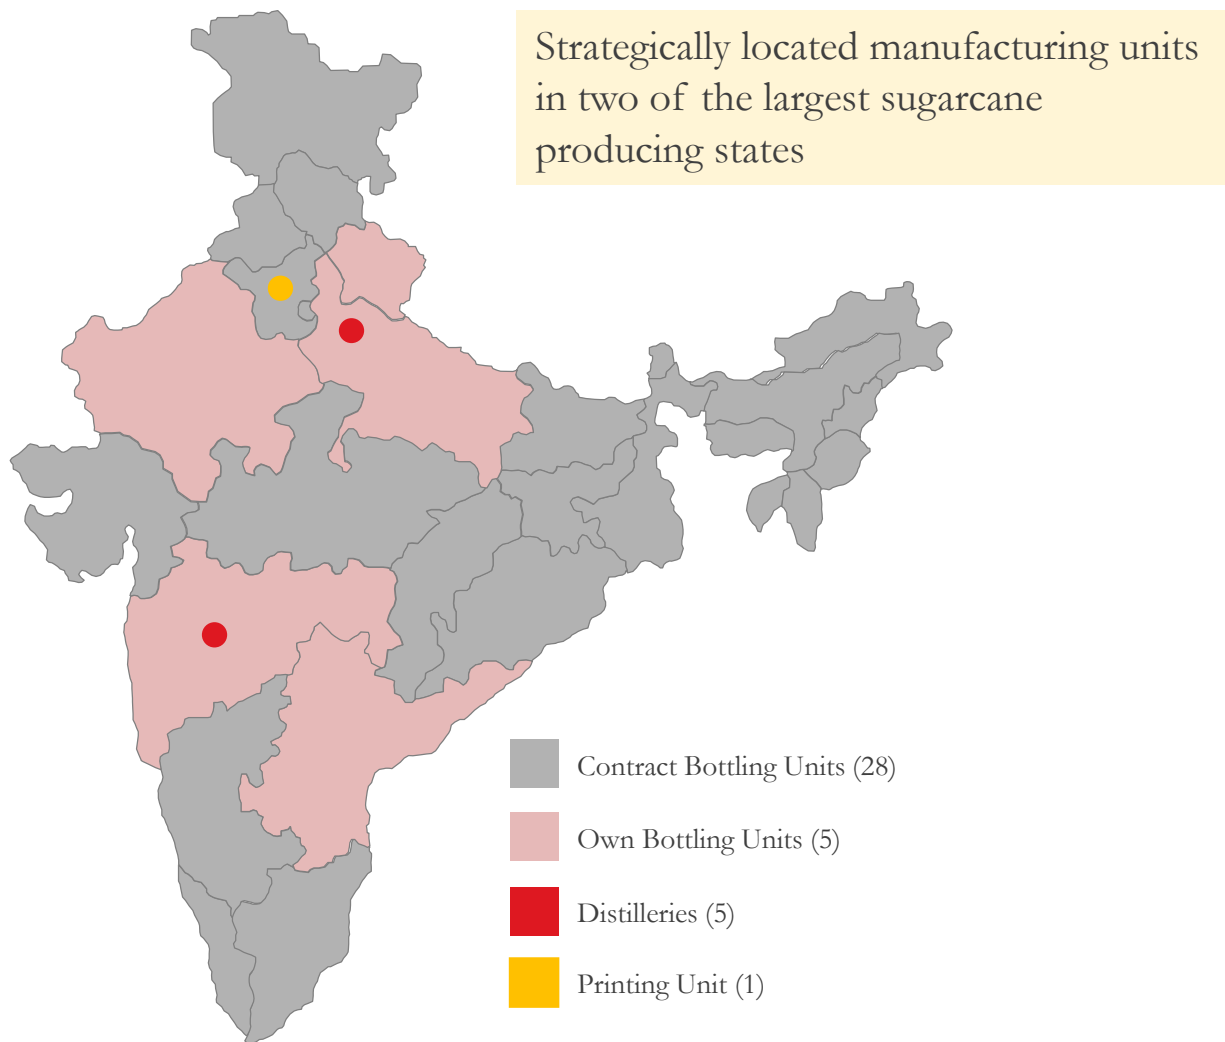 Strategically located manufacturing units
in two of the largest sugarcane
producing states
Contract Bottling Units (28)
Own Bottling Units (5)
Distilleries (5)
Printing Unit (1)